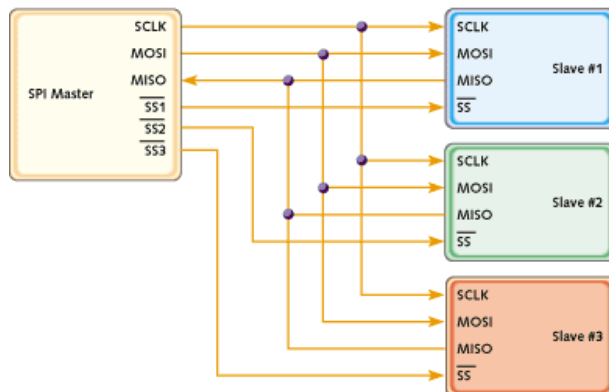 SPI Master
SCLK
MOSI
MISO
SS1
SS2
SS3
SCLK
MOSI
MISO
SS
Slave #1
SCLK
MOSI
MISO
SS
Slave #2
SCLK
MOSI
MISO
SS
Slave #3